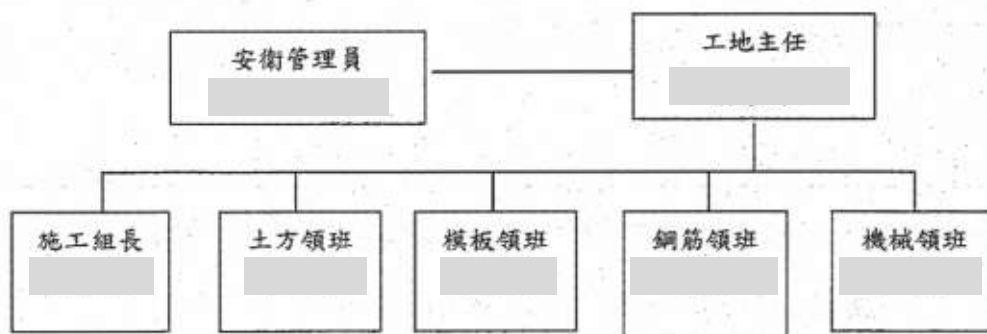 安衛管理員
工地主任
施工組長
土方領班
模板領班
鋼筋領班
機械領班